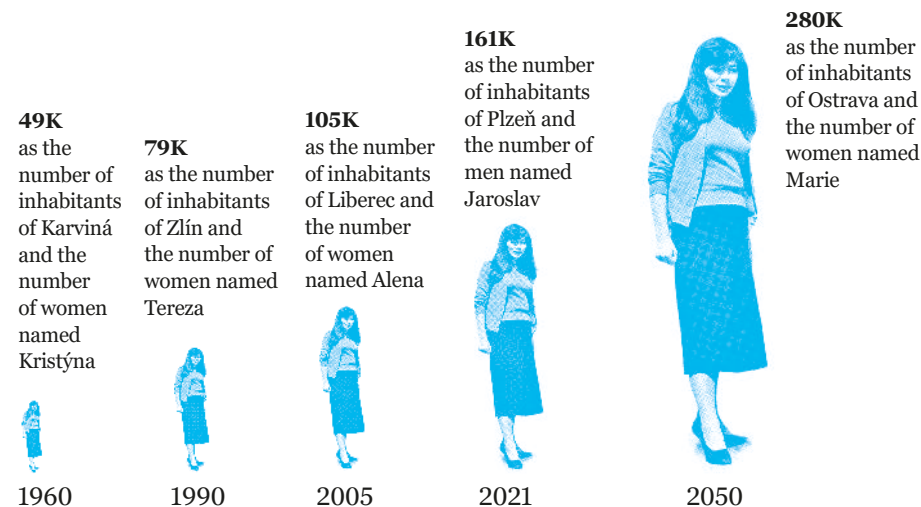 49K
as the
number of
inhabitants
of Karviná
and the
number
of women
named
Kristýna
1960
79K
as the number
of inhabitants
of Zlín and
the number of
women named
Tereza
1990
105K
as the number
of inhabitants
of Liberec and
the number
of women
named Alena
2005
161K
as the number
of inhabitants
of Plzeň and
the number of
men named
Jaroslav
2021
280K
as the number
of inhabitants
of Ostrava and
the number of
women named
Marie
2050